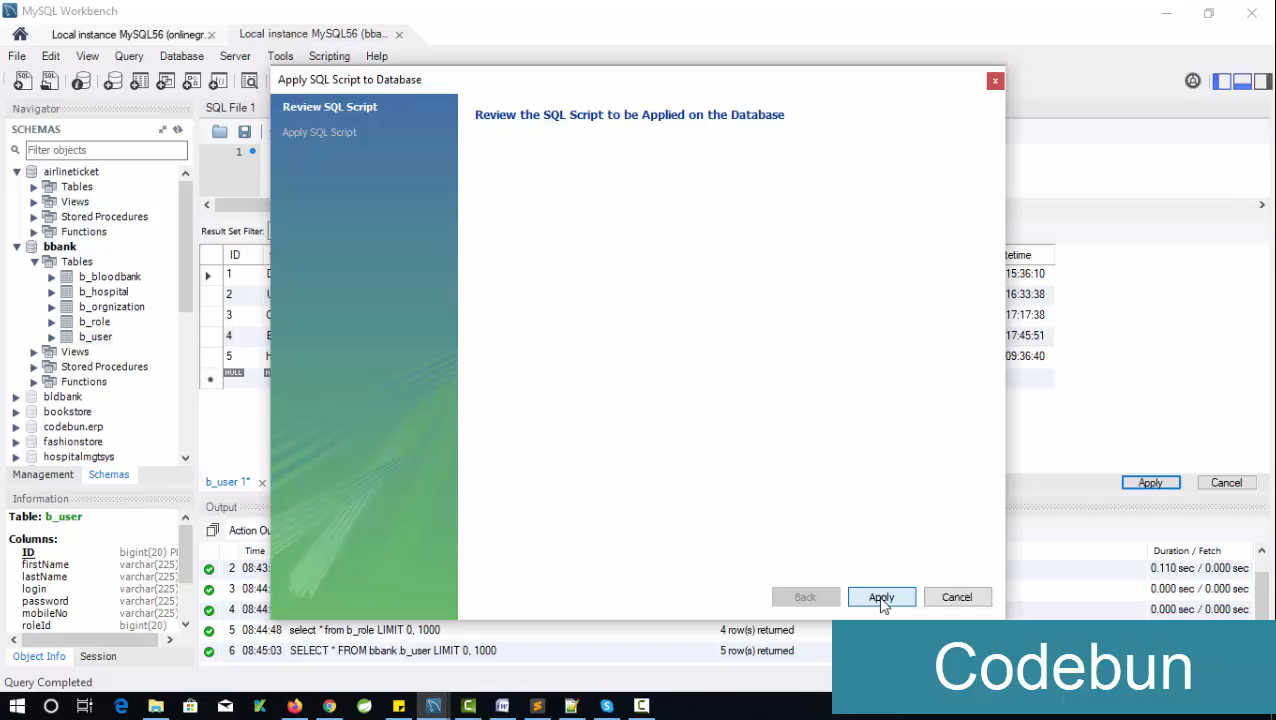 MySQL Workbench
Local instance MySQL56 (onlinegr...
Local instance MySQL56 (bba...
File Edit View Query Database Server Tools Scripting Help
Navigator
SCHEMAS
Filter objects
airlineticket
Tables
Views
Stored Procedures
Functions
bbank
Tables
b_bloodbank
b_hospital
b_orgnization
b_role
b_user
Views
Stored Procedures
Functions
bldbank
bookstore
codebun.erp
fashionstore
hospitalmgtsys
Management Schemas
Information
Table: b_user
Columns:
ID bigint(20)
firstName varchar(225)
lastName varchar(225)
login varchar(225)
password varchar(225)
mobileNo varchar(225)
roleId bigint(20)
Object Info Session
Query Completed
SQL File 1
1
Result Set Filter:
ID
1
2
3
4
5
NULL
b_user 1*
Apply SQL Script to Database
Review SQL Script
Apply SQL Script
Review the SQL Script to be Applied on the Database
Back Apply Cancel
15:36:10
16:33:38
17:17:38
17:45:51
09:36:40
Apply Cancel
Output
Time
Duration / Fetch
2 08:43: 0.110 sec / 0.000 sec
3 08:44: 0.000 sec / 0.000 sec
4 08:44: 0.000 sec / 0.000 sec
5 08:44:48 select * from b_role LIMIT 0, 1000 4 row(s) returned
6 08:45:03 SELECT * FROM bbank.b_user LIMIT 0, 1000 5 row(s) returned
Codebun